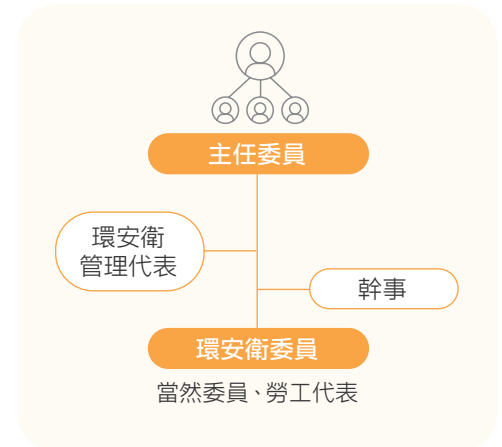 主任委員
環安衛
管理代表
幹事
環安衛委員
當然委員、勞工代表